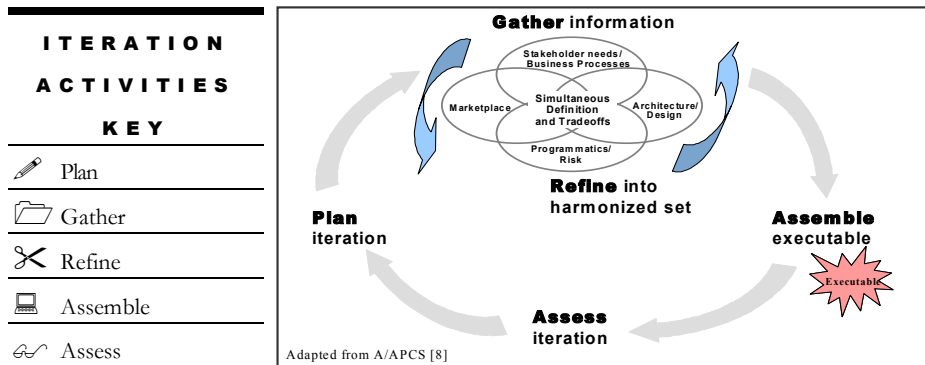 ITERATION
ACTIVITIES
KEY
Plan
Gather
Refine
Assemble
Assess
Gather information
Stakeholder needs/
Business Processes
Marketplace
Simultaneous
Definition
and Tradeoffs
Architecture/
Design
Programmatics/
Risk
Refine into
harmonized set
Plan
iteration
Assemble
executable
Executable
Assess
iteration
Adapted from A/APCS [8]